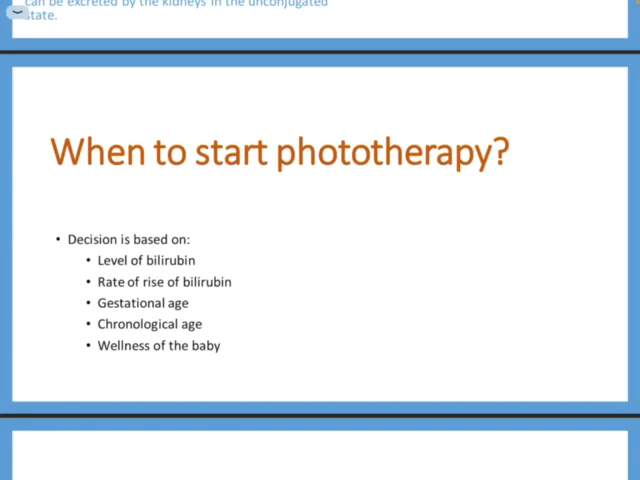 can be excreted by the kidneys in the unconjugated
state.
When to start phototherapy?
• Decision is based on:
• Level of bilirubin
• Rate of rise of bilirubin
• Gestational age
• Chronological age
• Wellness of the baby